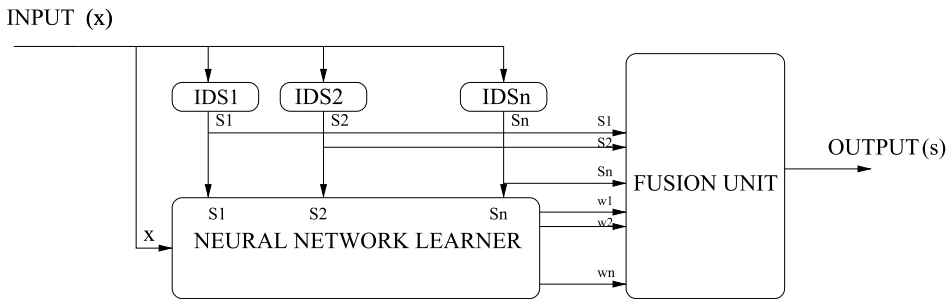 INPUT (x)
IDS1 IDS2 IDSn
S1 S2 Sn
S1
S2
Sn
OUTPUT (s)
FUSION UNIT
w1
w2
wn
S1 S2 Sn
x
NEURAL NETWORK LEARNER